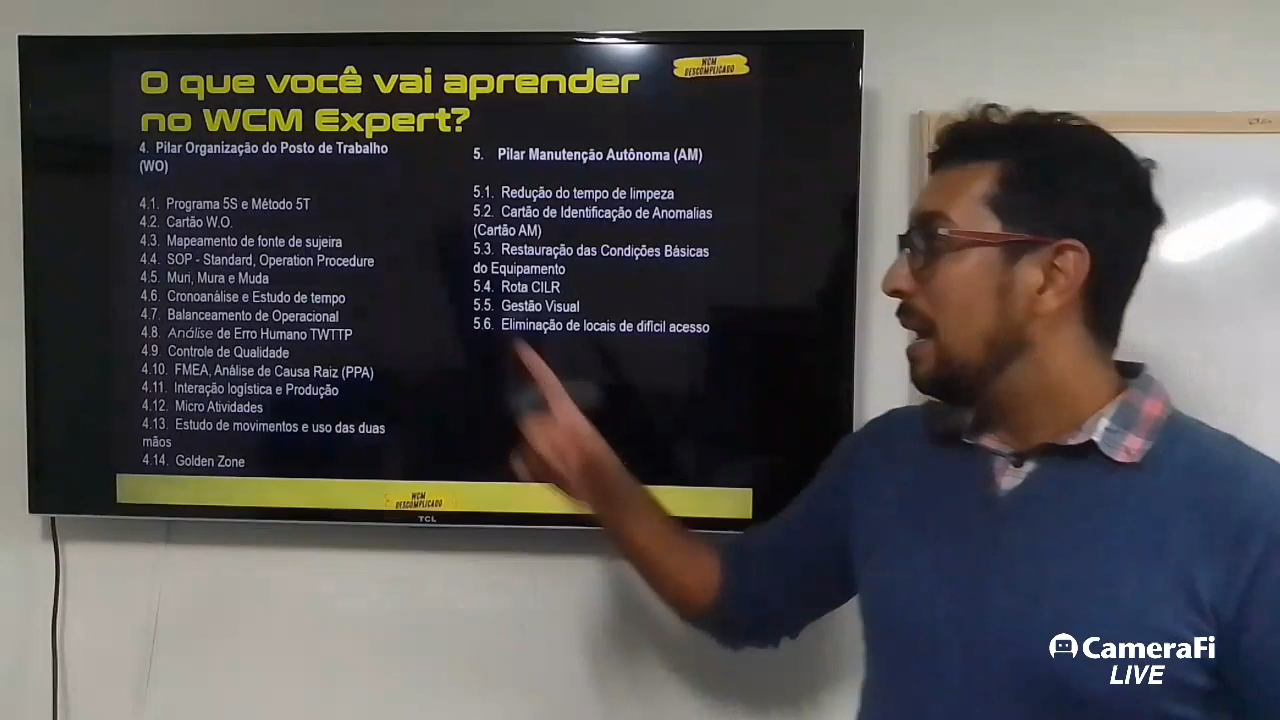 O que você vai aprender
no WCM Expert?
WCM
DESCOMPLICADO
4. Pilar Organização do Posto de Trabalho
(WO)
4.1. Programa 5S e Método 5T
4.2. Cartão W.O.
4.3. Mapeamento de fonte de sujeira
4.4. SOP - Standard, Operation Procedure
4.5. Muri, Mura e Muda
4.6. Cronoanálise e Estudo de tempo
4.7. Balanceamento de Operacional
4.8. Análise de Erro Humano TWTTP
4.9. Controle de Qualidade
4.10. FMEA, Análise de Causa Raiz (PPA)
4.11. Interação logística e Produção
4.12. Micro Atividades
4.13. Estudo de movimentos e uso das duas
mãos
4.14. Golden Zone
5. Pilar Manutenção Autônoma (AM)
5.1. Redução do tempo de limpeza
5.2. Cartão de Identificação de Anomalias
(Cartão AM)
5.3. Restauração das Condições Básicas
do Equipamento
5.4. Rota CILR
5.5. Gestão Visual
5.6. Eliminação de locais de difícil acesso
WCM
DESCOMPLICADO
TCL
CameraFi
LIVE